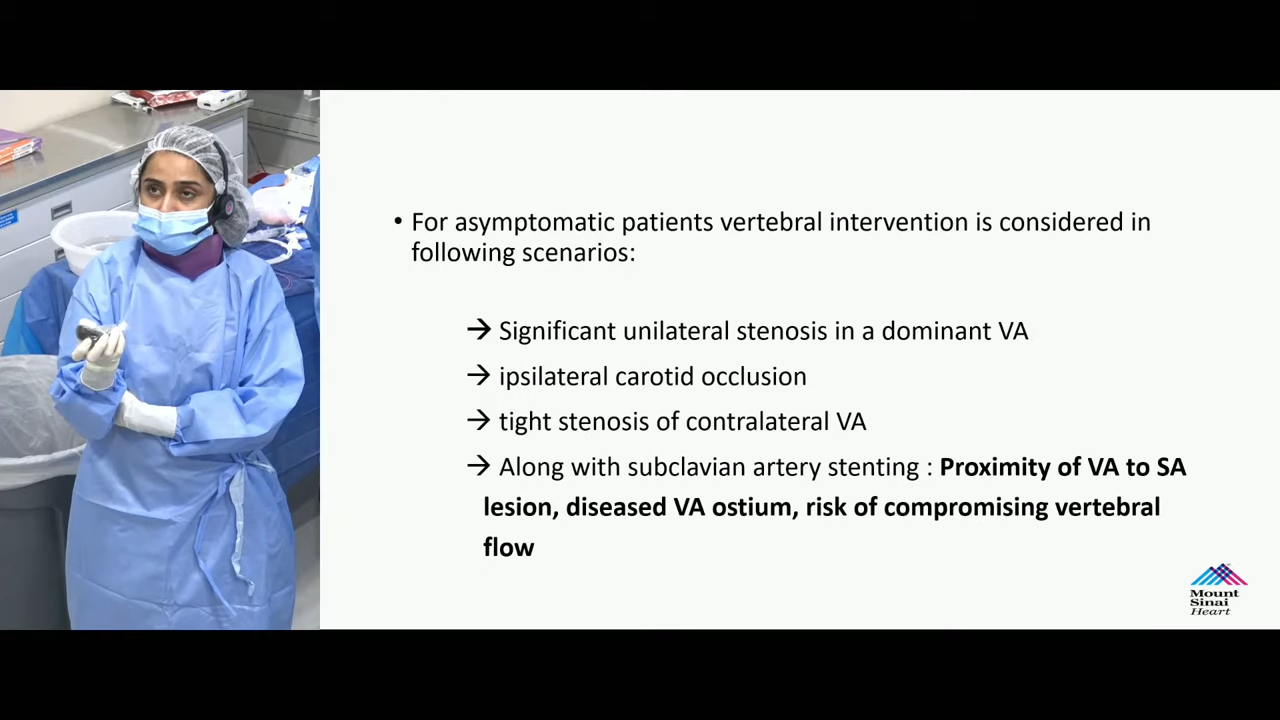 • For asymptomatic patients vertebral intervention is considered in
following scenarios:
→ Significant unilateral stenosis in a dominant VA
→ ipsilateral carotid occlusion
→ tight stenosis of contralateral VA
→ Along with subclavian artery stenting : Proximity of VA to SA
lesion, diseased VA ostium, risk of compromising vertebral
flow
Mount
Sinai
Heart